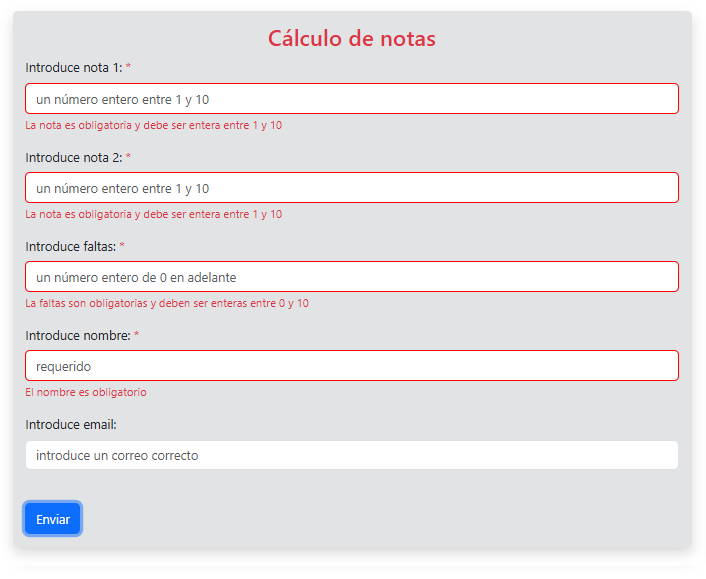 Cálculo de notas
Introduce nota 1: *
un número entero entre 1 y 10
La nota es obligatoria y debe ser entera entre 1 y 10
Introduce nota 2: *
un número entero entre 1 y 10
La nota es obligatoria y debe ser entera entre 1 y 10
Introduce faltas: *
un número entero de 0 en adelante
La faltas son obligatorias y deben ser enteras entre 0 y 10
Introduce nombre: *
requerido
El nombre es obligatorio
Introduce email:
introduce un correo correcto
Enviar